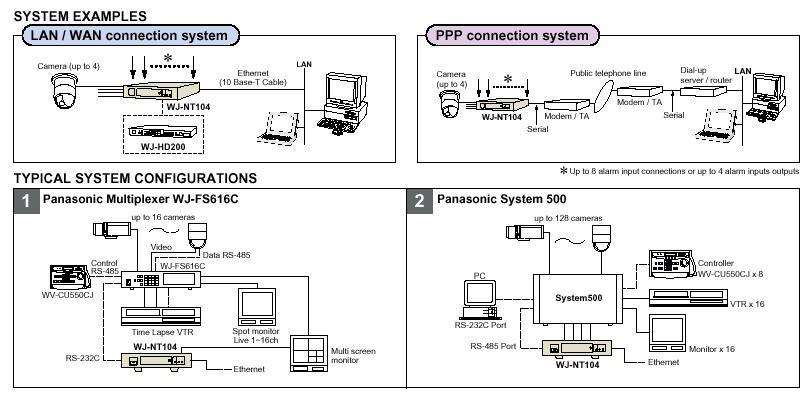 SYSTEM EXAMPLES
LAN / WAN connection system
Camera (up to 4)
*
Ethernet
(10 Base-T Cable)
LAN
WJ-NT104
WJ-HD200
PPP connection system
Camera
(up to 4)
*
WJ-NT104
Serial
Modem / TA
Public telephone line
Modem / TA
Serial
Dial-up
server / router
LAN
* Up to 8 alarm input connections or up to 4 alarm inputs outputs
TYPICAL SYSTEM CONFIGURATIONS
1 Panasonic Multiplexer WJ-FS616C
up to 16 cameras
Video
Data RS-485
Control
RS-485
WJ-FS616C
WV-CU550CJ
Time Lapse VTR
Spot monitor
Live 1~16ch
WJ-NT104
RS-232C
Ethernet
Multi screen
monitor
2 Panasonic System 500
up to 128 cameras
PC
System500
Controller
WV-CU550CJ x 8
VTR x 16
RS-232C Port
RS-485 Port
Monitor x 16
WJ-NT104
Ethernet